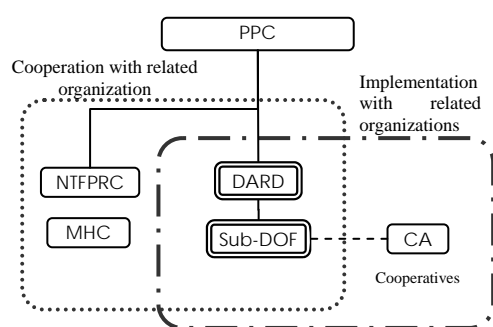 PPC
Cooperation with related
organization
Implementation
with related
organizations
NTFPRC
DARD
MHC
Sub-DOF
CA
Cooperatives